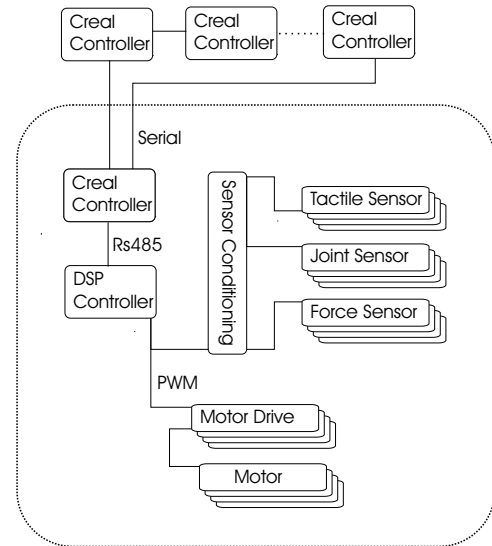 Creal
Controller
Creal
Controller
Creal
Controller
Serial
Creal
Controller
Rs485
DSP
Controller
Sensor Conditioning
Tactile Sensor
Joint Sensor
Force Sensor
PWM
Motor Drive
Motor